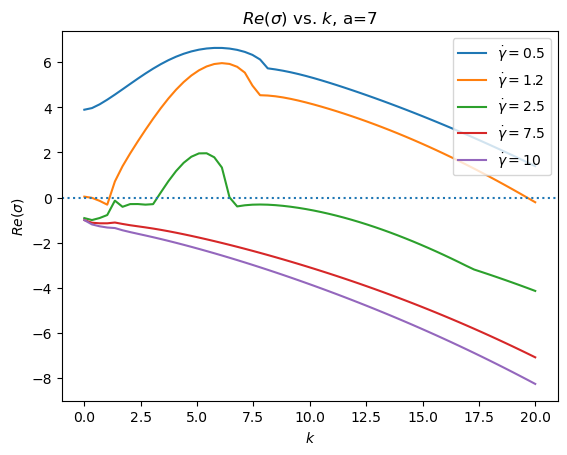 Re(σ) vs. k, a=7
Re(σ)
6
4
2
0
−2
−4
−6
−8
γ̇ = 0.5
γ̇ = 1.2
γ̇ = 2.5
γ̇ = 7.5
γ̇ = 10
0.0 2.5 5.0 7.5 10.0 12.5 15.0 17.5 20.0
k